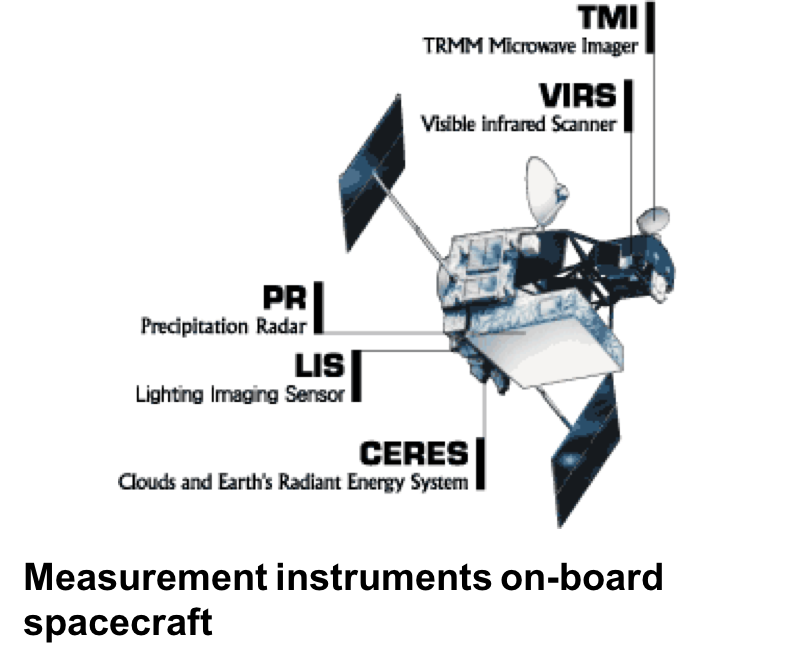 TMI
TRMM Microwave Imager
VIRS
Visible infrared Scanner
PR
Precipitation Radar
LIS
Lighting Imaging Sensor
CERES
Clouds and Earth's Radiant Energy System
Measurement instruments on-board
spacecraft